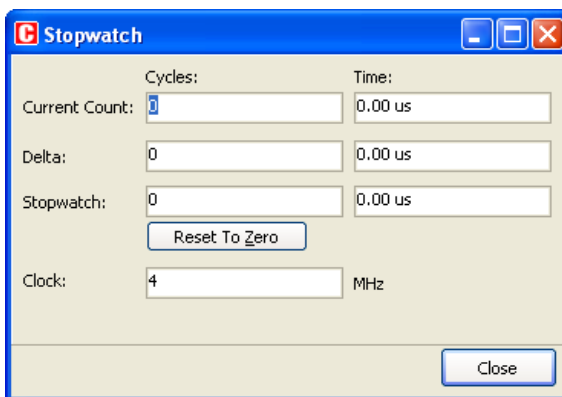 C Stopwatch
Cycles: Time:
Current Count: 0 0.00 us
Delta: 0 0.00 us
Stopwatch: 0 0.00 us
Reset To Zero
Clock: 4 MHz
Close